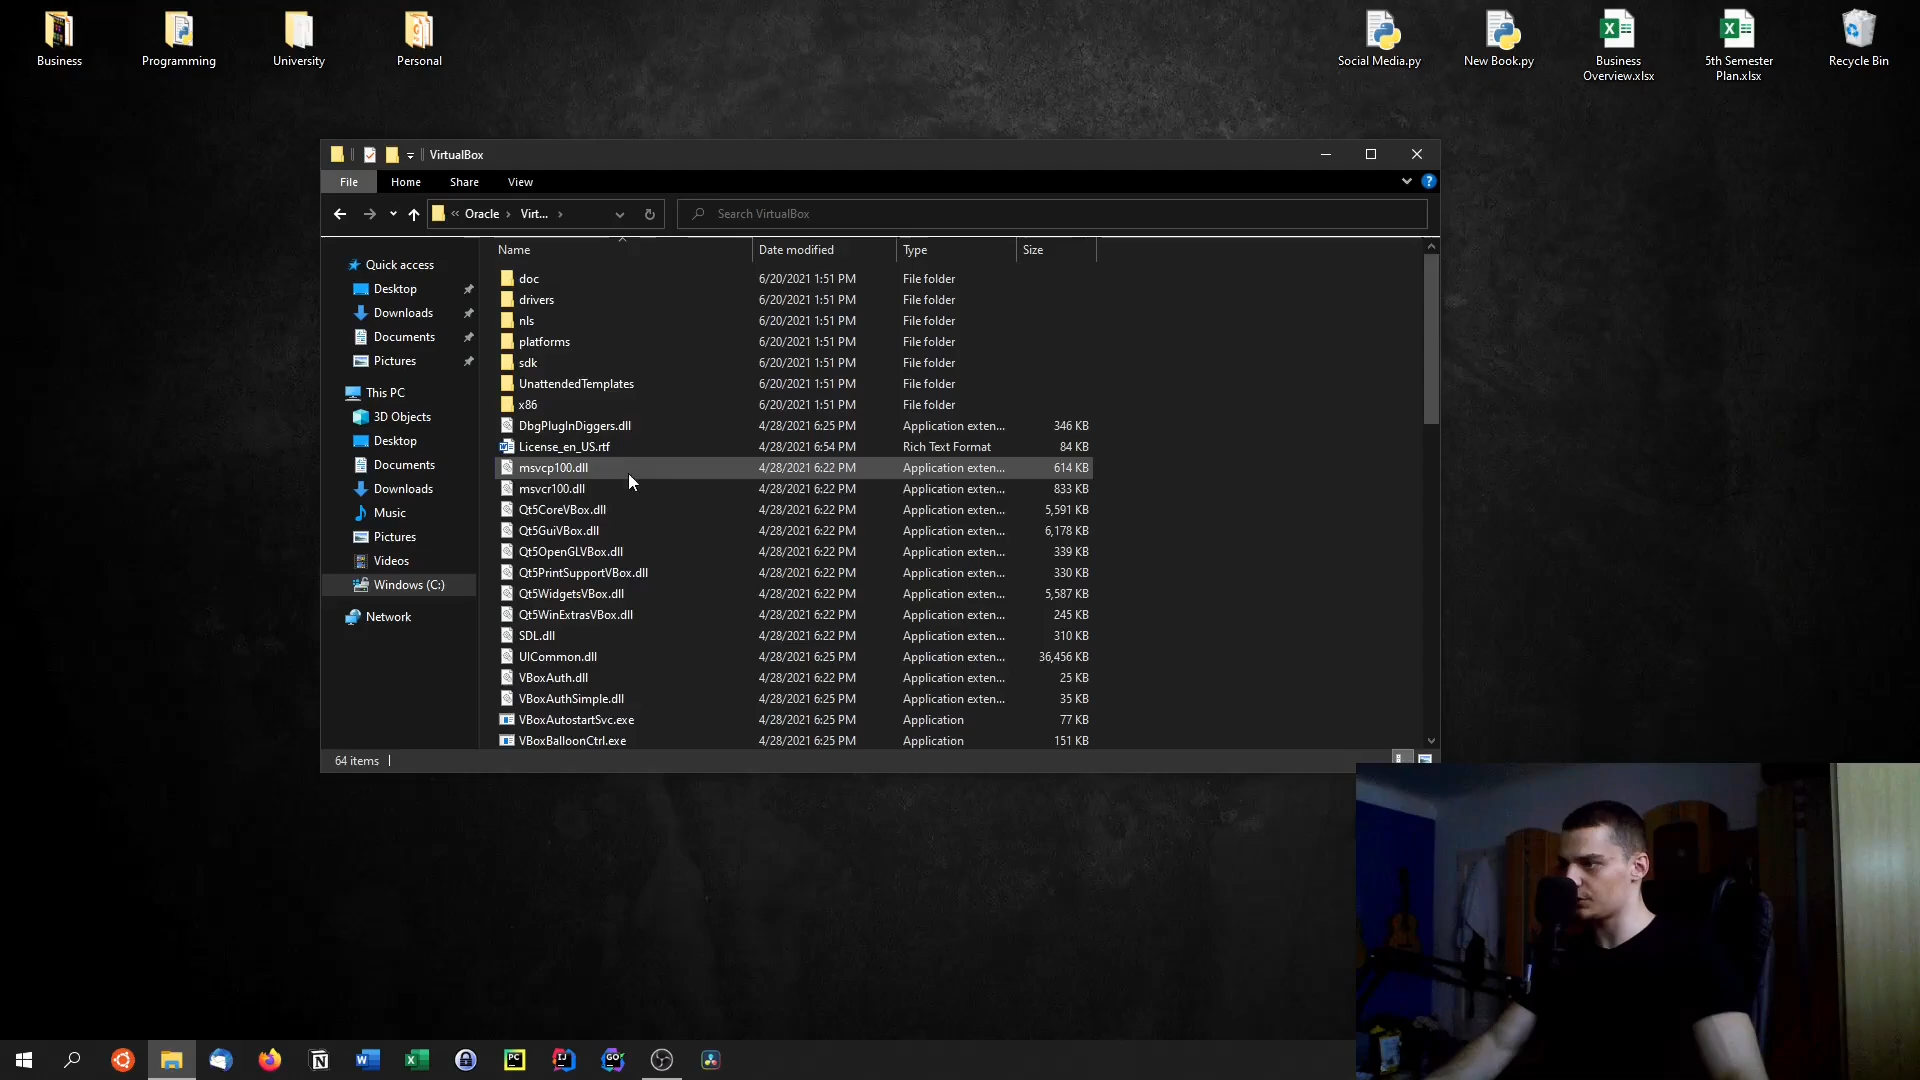 Business
Programming
University
Personal
Social Media.py
New Book.py
Business
Overview.xlsx
5th Semester
Plan.xlsx
Recycle Bin
VirtualBox
File Home Share View
« Oracle > Virt... >
Search VirtualBox
Name Date modified Type Size
Quick access
Desktop
Downloads
Documents
Pictures
This PC
3D Objects
Desktop
Documents
Downloads
Music
Pictures
Videos
Windows (C:)
Network
doc 6/20/2021 1:51 PM File folder
drivers 6/20/2021 1:51 PM File folder
nls 6/20/2021 1:51 PM File folder
platforms 6/20/2021 1:51 PM File folder
sdk 6/20/2021 1:51 PM File folder
UnattendedTemplates 6/20/2021 1:51 PM File folder
x86 6/20/2021 1:51 PM File folder
DbgPlugInDiggers.dll 4/28/2021 6:25 PM Application exten... 346 KB
License_en_US.rtf 4/28/2021 6:54 PM Rich Text Format 84 KB
msvcp100.dll 4/28/2021 6:22 PM Application exten... 614 KB
msvcr100.dll 4/28/2021 6:22 PM Application exten... 833 KB
Qt5CoreVBox.dll 4/28/2021 6:22 PM Application exten... 5,591 KB
Qt5GuiVBox.dll 4/28/2021 6:22 PM Application exten... 6,178 KB
Qt5OpenGLVBox.dll 4/28/2021 6:22 PM Application exten... 339 KB
Qt5PrintSupportVBox.dll 4/28/2021 6:22 PM Application exten... 330 KB
Qt5WidgetsVBox.dll 4/28/2021 6:22 PM Application exten... 5,587 KB
Qt5WinExtrasVBox.dll 4/28/2021 6:22 PM Application exten... 245 KB
SDL.dll 4/28/2021 6:22 PM Application exten... 310 KB
UICommon.dll 4/28/2021 6:25 PM Application exten... 36,456 KB
VBoxAuth.dll 4/28/2021 6:22 PM Application exten... 25 KB
VBoxAuthSimple.dll 4/28/2021 6:25 PM Application exten... 35 KB
VBoxAutostartSvc.exe 4/28/2021 6:25 PM Application 77 KB
VBoxBalloonCtrl.exe 4/28/2021 6:25 PM Application 151 KB
64 items